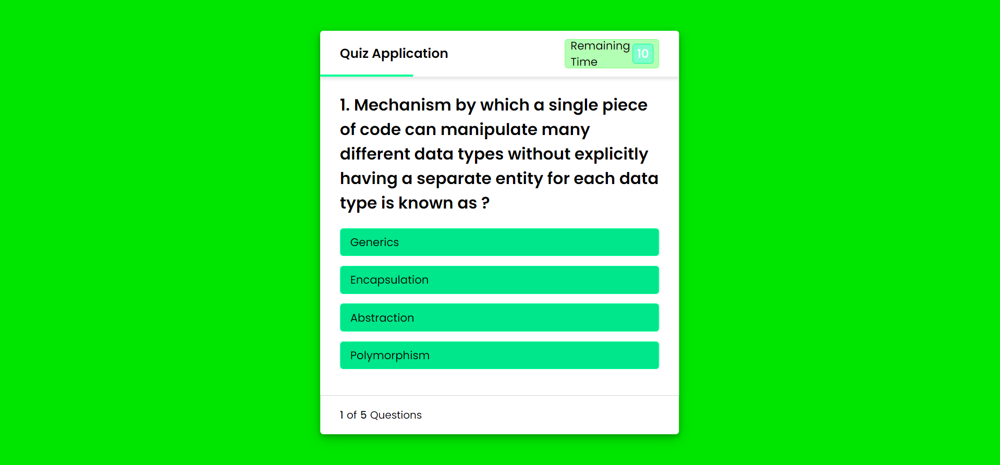 Quiz Application
Remaining
Time
10
1. Mechanism by which a single piece
of code can manipulate many
different data types without explicitly
having a separate entity for each data
type is known as ?
Generics
Encapsulation
Abstraction
Polymorphism
1 of 5 Questions